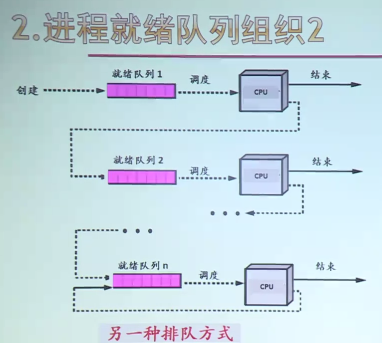 2.进程就绪队列组织2
创建
就绪队列1
调度
CPU
结束
就绪队列2
调度
CPU
结束
就绪队列n
调度
CPU
结束
另一种排队方式